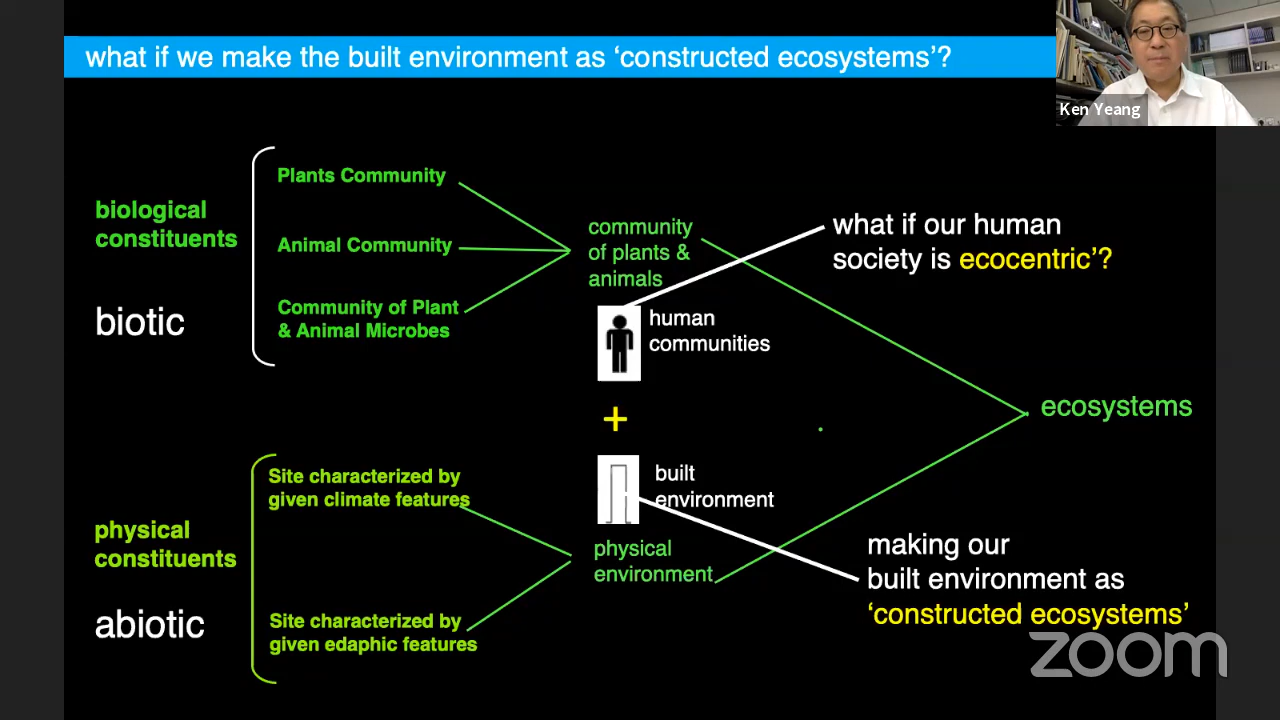 what if we make the built environment as ‘constructed ecosystems’?
Ken Yeang
biological
constituents
biotic
Plants Community
Animal Community
Community of Plant
& Animal Microbes
community
of plants &
animals
human
communities
what if our human
society is ecocentric’?
+
ecosystems
physical
constituents
abiotic
Site characterized by
given climate features
Site characterized by
given edaphic features
built
environment
physical
environment
making our
built environment as
‘constructed ecosystems’
zoom